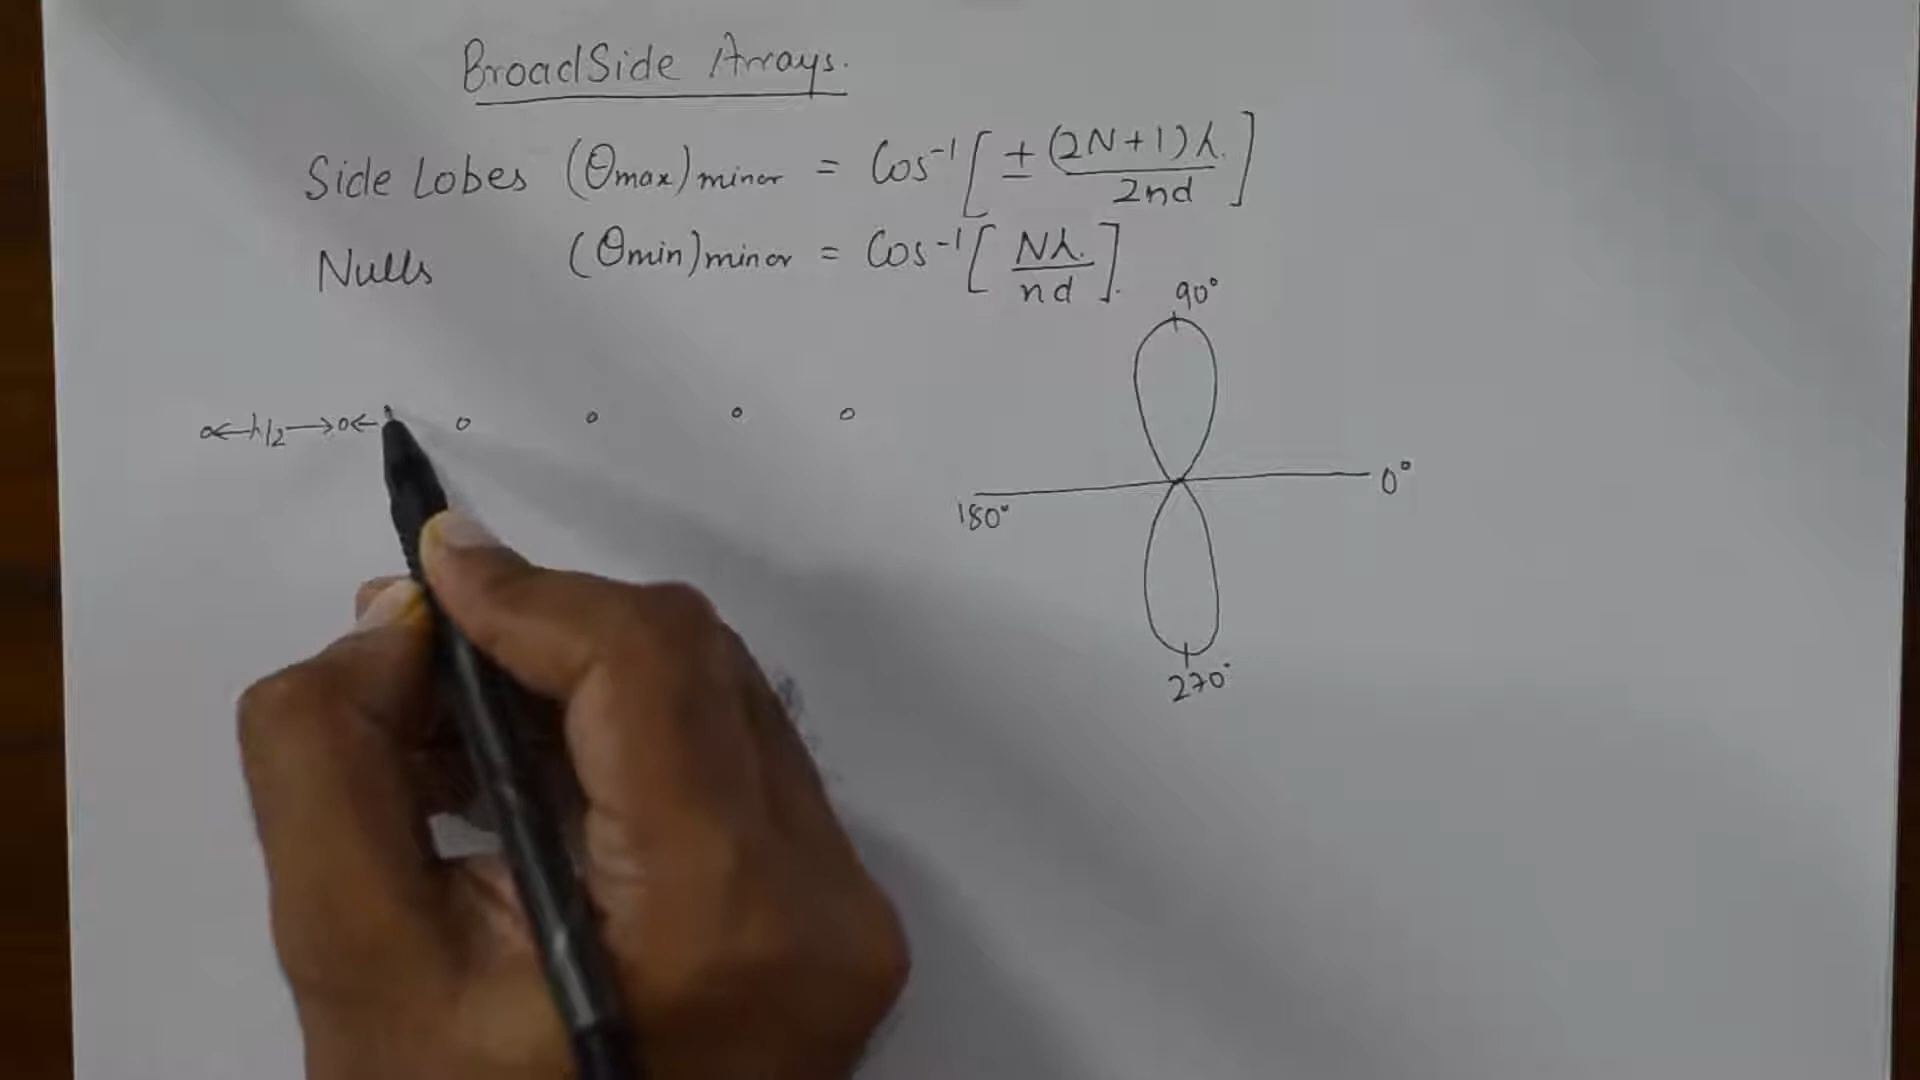 BroadSide Arrays.
Side Lobes (θmax)minor = Cos⁻¹[± (2N+1)λ / 2nd]
Nulls (θmin)minor = Cos⁻¹[Nλ / nd].
90°
λ/2
0°
180°
270°